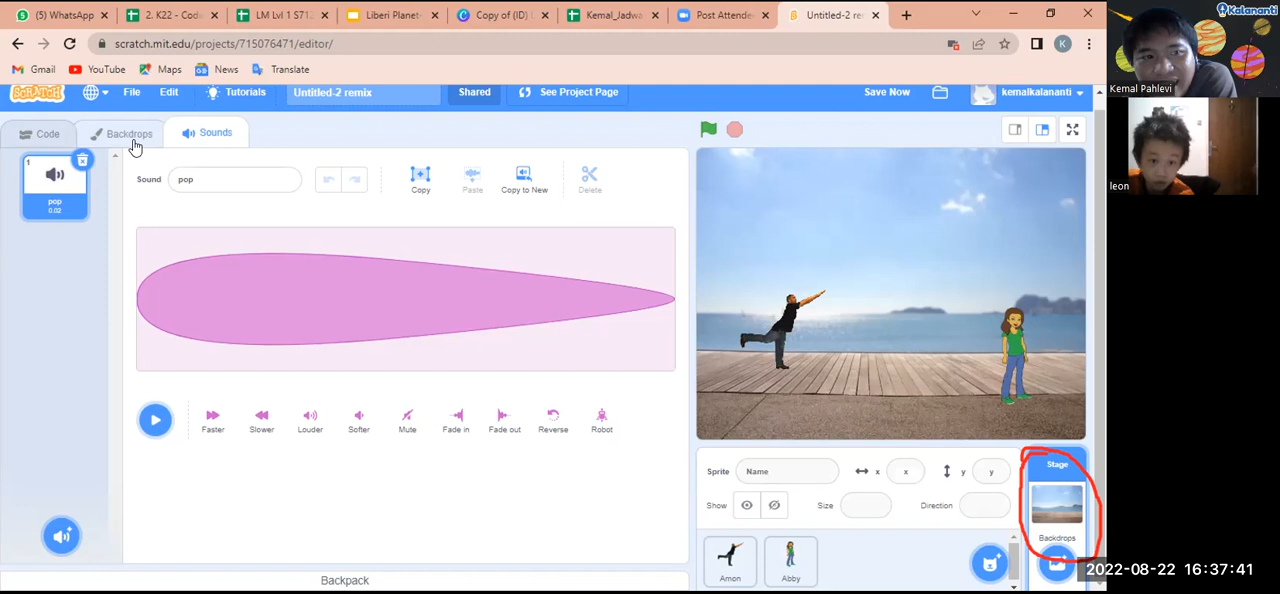 (5) WhatsApp
2. K22 - Codi
LM Lvl 1 S712
Liberi Planet
Copy of (ID) 
Kemal_Jadwa
Post Attende
Untitled-2 re
scratch.mit.edu/projects/715076471/editor/
K
Gmail
YouTube
Maps
News
Translate
SCRATCH
File
Edit
Tutorials
Untitled-2 remix
Shared
See Project Page
Save Now
kemalkalananti
Code
Backdrops
Sounds
1
pop
0.02
Sound
pop
Copy
Paste
Copy to New
Delete
Faster
Slower
Louder
Softer
Mute
Fade in
Fade out
Reverse
Robot
Sprite
Name
x
x
y
y
Show
Size
Direction
Amon
Abby
Stage
Backdrops
Backpack
Kalananti
Kemal Pahlevi
leon
2022-08-22 16:37:41